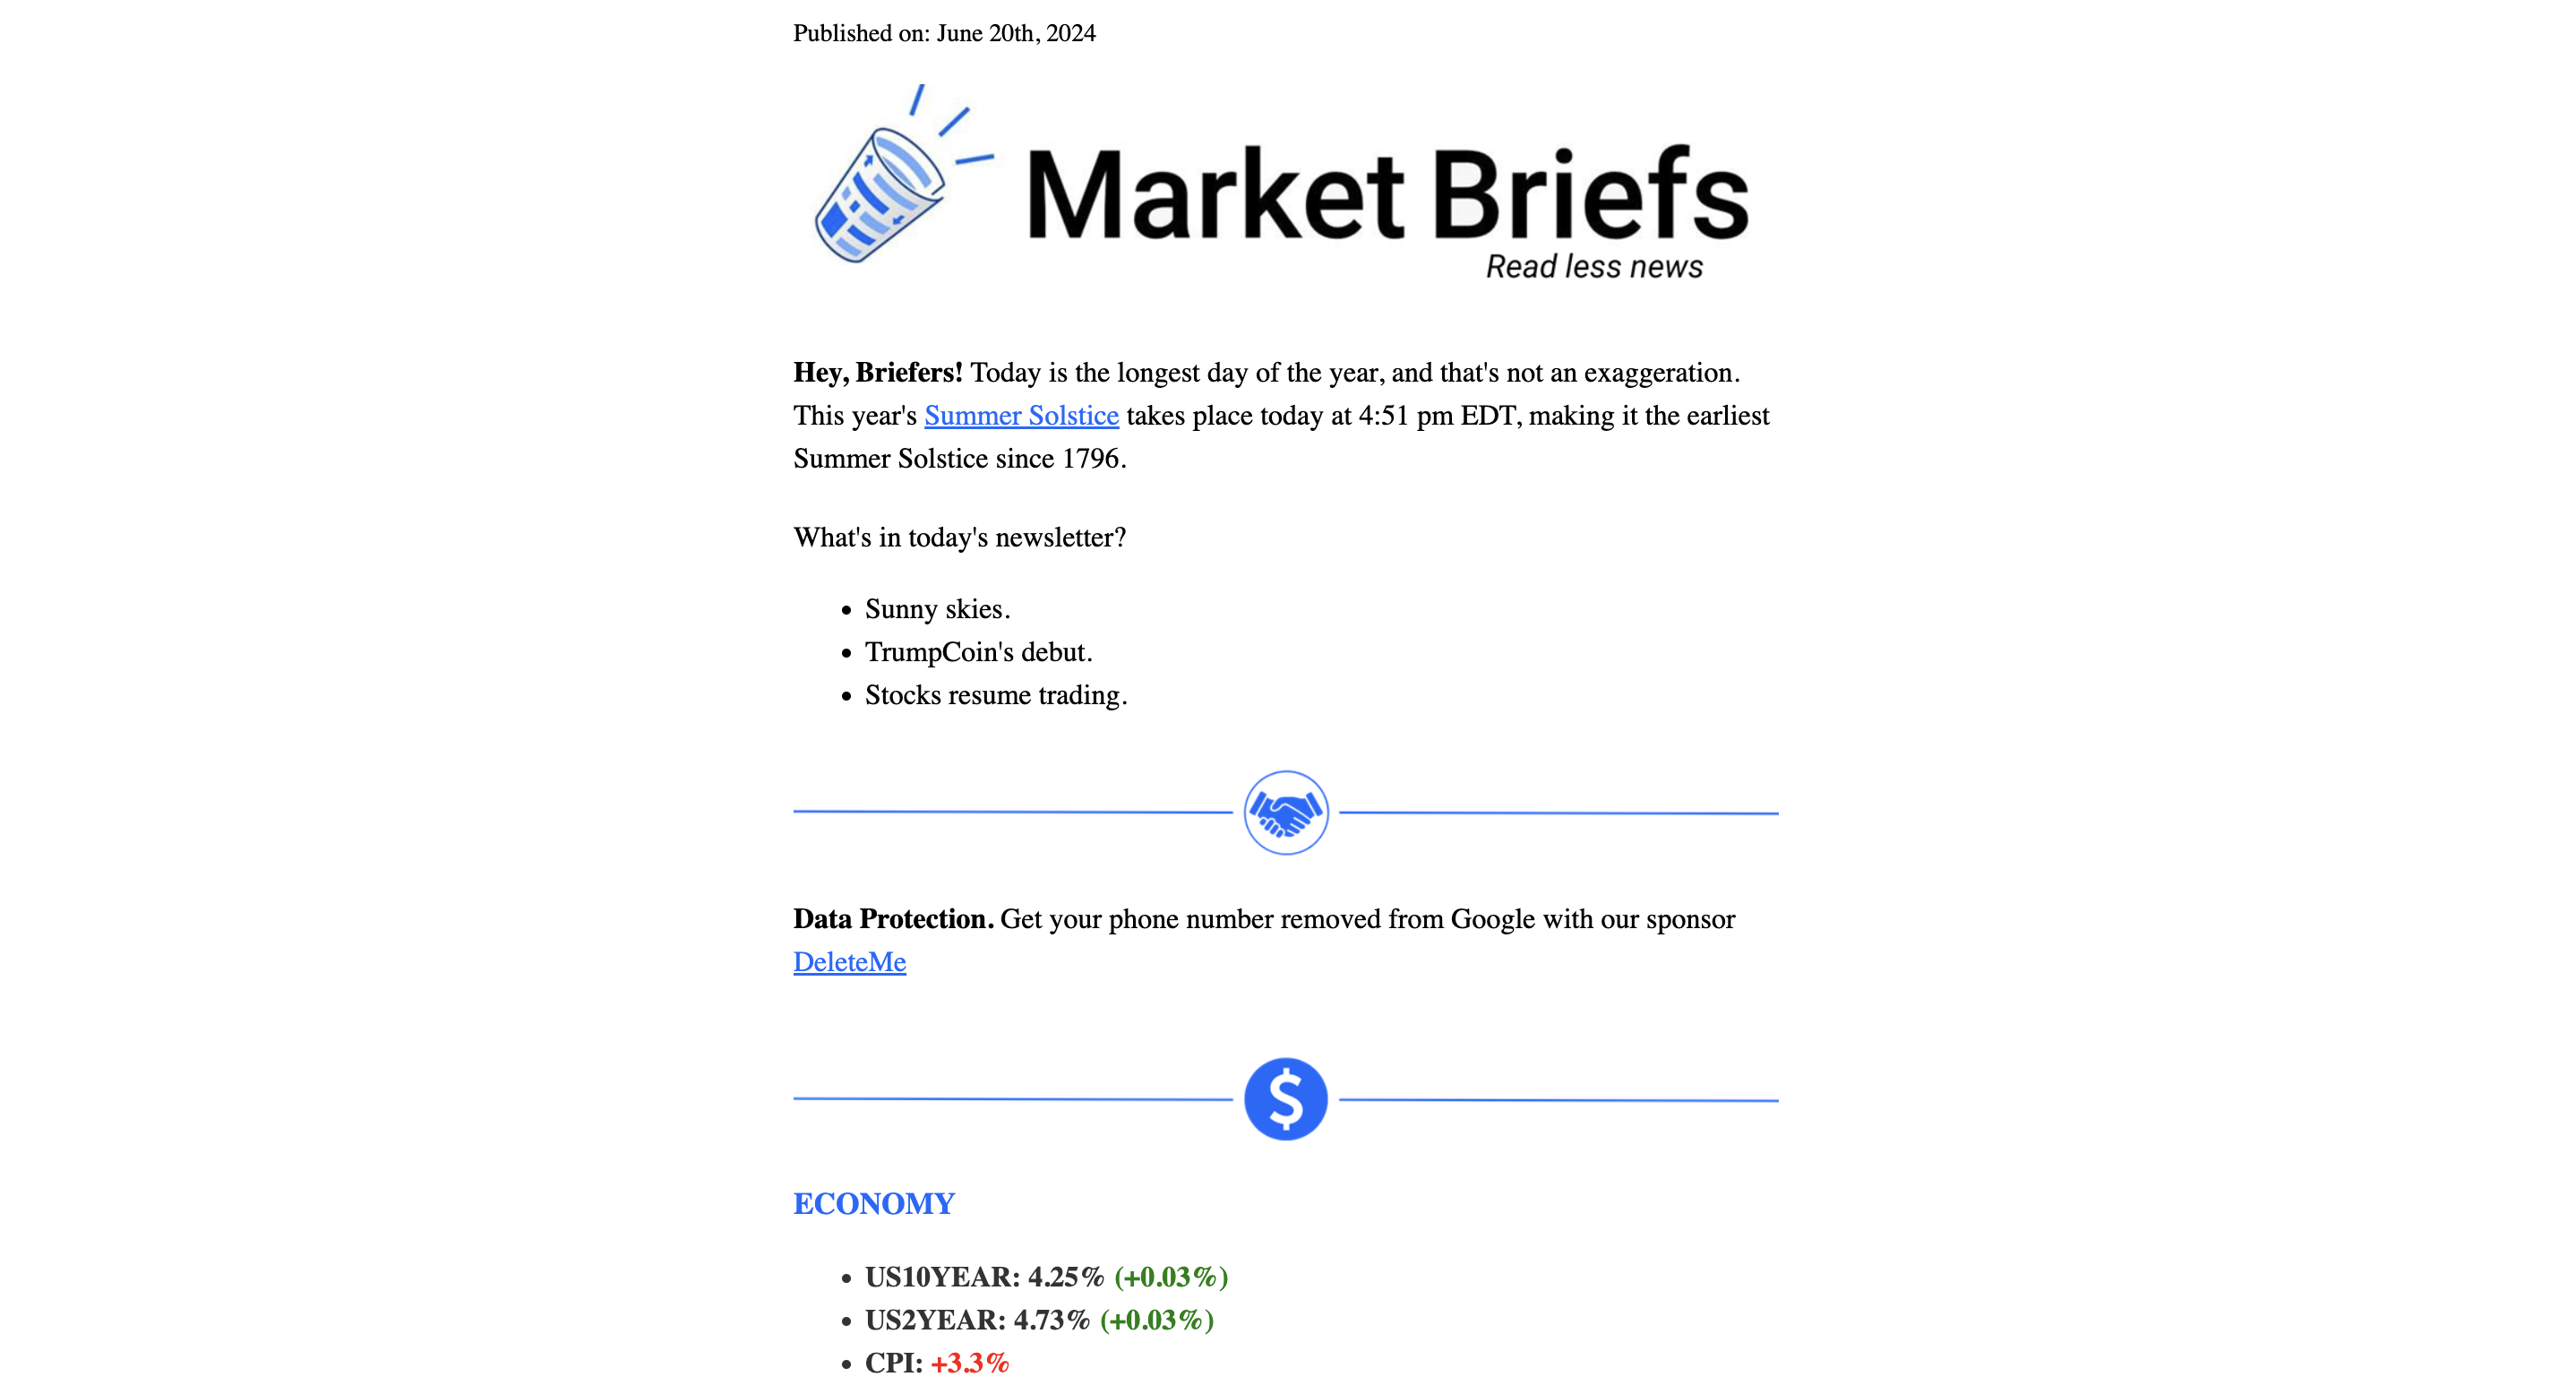 Published on: June 20th, 2024
Market Briefs
Read less news
Hey, Briefers! Today is the longest day of the year, and that's not an exaggeration.
This year's Summer Solstice takes place today at 4:51 pm EDT, making it the earliest
Summer Solstice since 1796.
What's in today's newsletter?
• Sunny skies.
• TrumpCoin's debut.
• Stocks resume trading.
Data Protection. Get your phone number removed from Google with our sponsor
DeleteMe
$
ECONOMY
• US10YEAR: 4.25% (+0.03%)
• US2YEAR: 4.73% (+0.03%)
• CPI: +3.3%